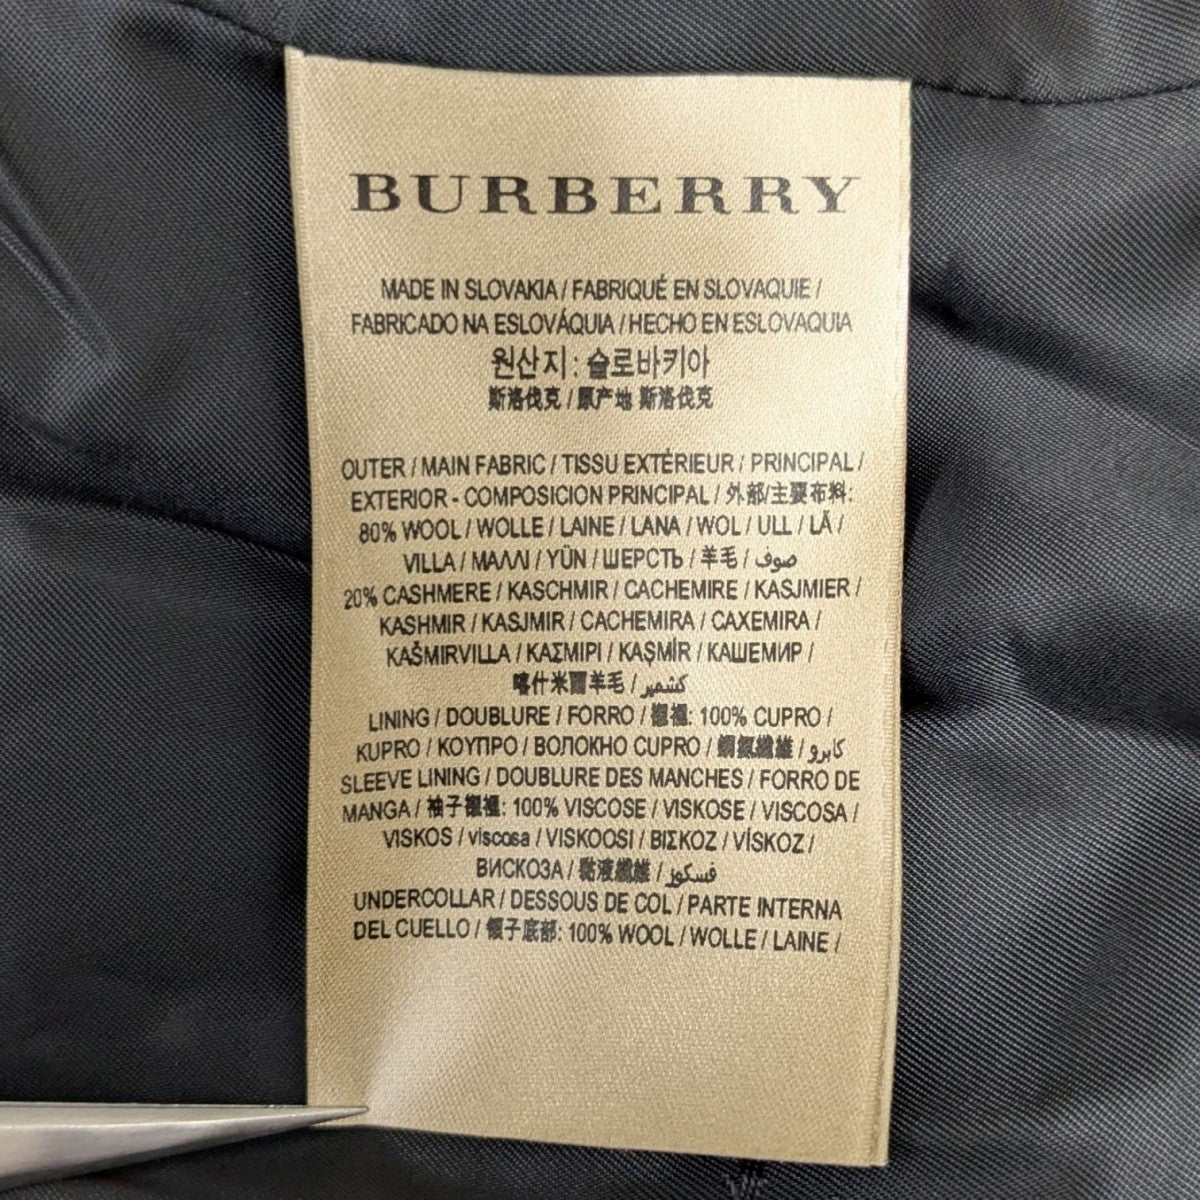 BURBERRY
MADE IN SLOVAKIA / FABRIQUÉ EN SLOVAQUIE /
FABRICADO NA ESLOVÁQUIA / HECHO EN ESLOVAQUIA
원산지 : 슬로바키아
斯洛伐克 / 原产地 斯洛伐克
OUTER / MAIN FABRIC / TISSU EXTÉRIEUR / PRINCIPAL /
EXTERIOR - COMPOSICION PRINCIPAL / 外部/主要布料:
80% WOOL / WOLLE / LAINE / LANA / WOL / ULL / LÃ /
VILLA / ΜΑΛΛΙ / YÜN / ШЕРСТЬ / 羊毛 / صوف
20% CASHMERE / KASCHMIR / CACHEMIRE / KASJMIER /
KASHMIR / KASJMIR / CACHEMIRA / CAXEMIRA /
KAŠMIRVILLA / ΚΑΣΜΙΡΙ / KAŞMİR / КАШЕМИР /
喀什米爾羊毛 / كشمير
LINING / DOUBLURE / FORRO / 襯裡: 100% CUPRO /
KUPRO / ΚΟΥΠΡΟ / ВОЛОКНО CUPRO / 銅氨纖維 / كابرو
SLEEVE LINING / DOUBLURE DES MANCHES / FORRO DE
MANGA / 袖子襯裡: 100% VISCOSE / VISKOSE / VISCOSA /
VISKOS / viscosa / VISKOOSI / ΒΙΣΚΟΖ / VİSKOZ /
ВИСКОЗА / 黏液纖維 / فسكوز
UNDERCOLLAR / DESSOUS DE COL / PARTE INTERNA
DEL CUELLO / 領子底部: 100% WOOL / WOLLE / LAINE /